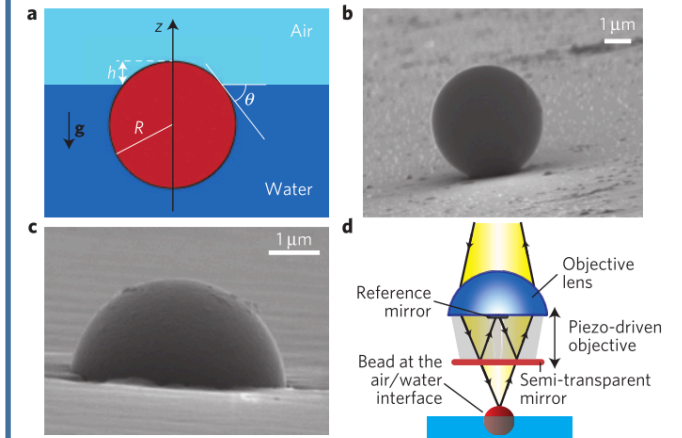 a
z
Air
h
θ
g
R
Water
b
1 μm
c
1 μm
d
Objective
lens
Reference
mirror
Piezo-driven
objective
Bead at the
air/water
interface
Semi-transparent
mirror